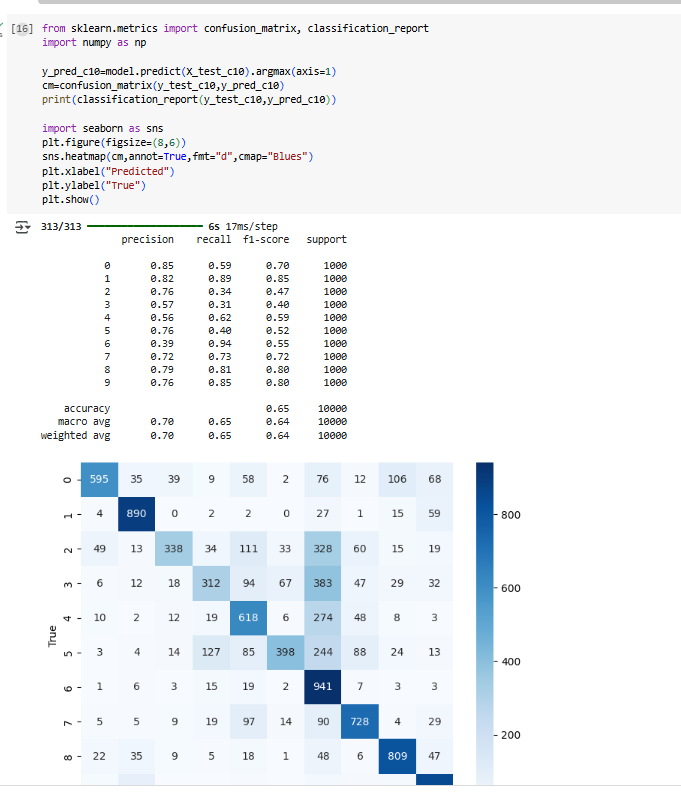 [16] from sklearn.metrics import confusion_matrix, classification_report
import numpy as np
y_pred_c10=model.predict(X_test_c10).argmax(axis=1)
cm=confusion_matrix(y_test_c10,y_pred_c10)
print(classification_report(y_test_c10,y_pred_c10))
import seaborn as sns
plt.figure(figsize=(8,6))
sns.heatmap(cm,annot=True,fmt="d",cmap="Blues")
plt.xlabel("Predicted")
plt.ylabel("True")
plt.show()
313/313 6s 17ms/step
precision recall f1-score support
0 0.85 0.59 0.70 1000
1 0.82 0.89 0.85 1000
2 0.76 0.34 0.47 1000
3 0.57 0.31 0.40 1000
4 0.56 0.62 0.59 1000
5 0.76 0.40 0.52 1000
6 0.39 0.94 0.55 1000
7 0.72 0.73 0.72 1000
8 0.79 0.81 0.80 1000
9 0.76 0.85 0.80 1000
accuracy 0.65 10000
macro avg 0.70 0.65 0.64 10000
weighted avg 0.70 0.65 0.64 10000
0 595 35 39 9 58 2 76 12 106 68
1 4 890 0 2 2 0 27 1 15 59
2 49 13 338 34 111 33 328 60 15 19
3 6 12 18 312 94 67 383 47 29 32
4 10 2 12 19 618 6 274 48 8 3
5 3 4 14 127 85 398 244 88 24 13
6 1 6 3 15 19 2 941 7 3 3
7 5 5 9 19 97 14 90 728 4 29
8 22 35 9 5 18 1 48 6 809 47
True
800
600
400
200